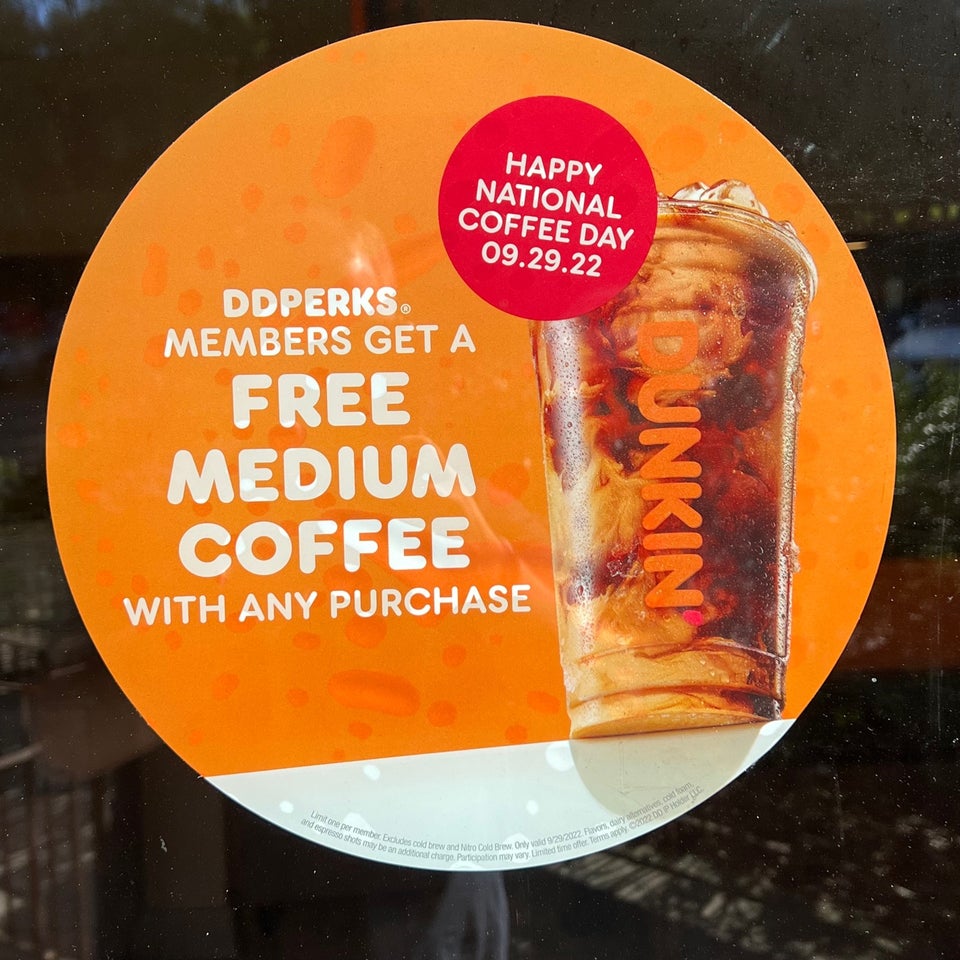 HAPPY
NATIONAL
COFFEE DAY
09.29.22
DDPERKS®
MEMBERS GET A
FREE
MEDIUM
COFFEE
WITH ANY PURCHASE
DUNKIN'
Limit one per member. Excludes cold brew and Nitro Cold Brew. Only valid 9/29/2022. Flavors, dairy alternatives, cold foam,
and espresso shots may be an additional charge. Participation may vary. Limited time offer. Terms apply. ©2022 DD IP Holder LLC.